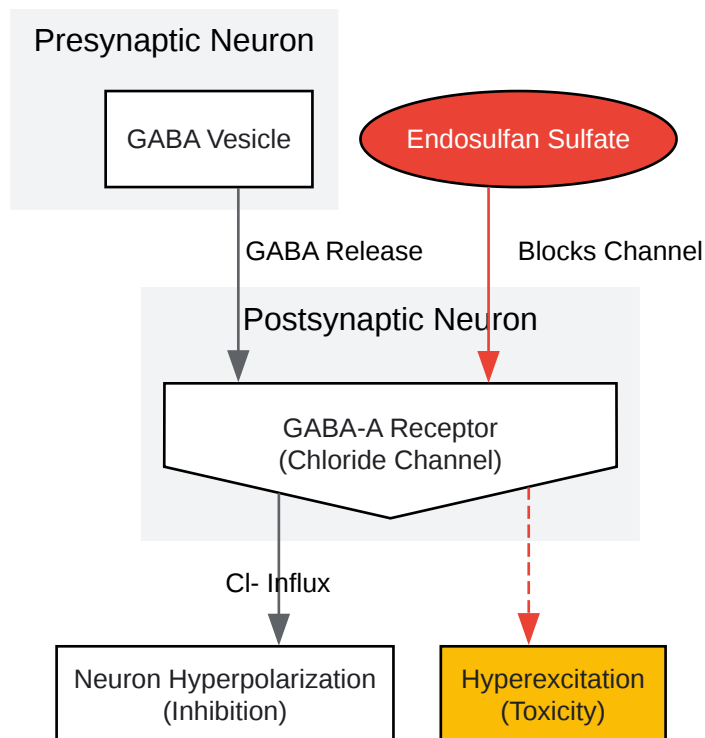 Presynaptic Neuron
GABA Vesicle
Endosulfan Sulfate
GABA Release
Blocks Channel
Postsynaptic Neuron
GABA-A Receptor
(Chloride Channel)
Cl- Influx
Neuron Hyperpolarization
(Inhibition)
Hyperexcitation
(Toxicity)